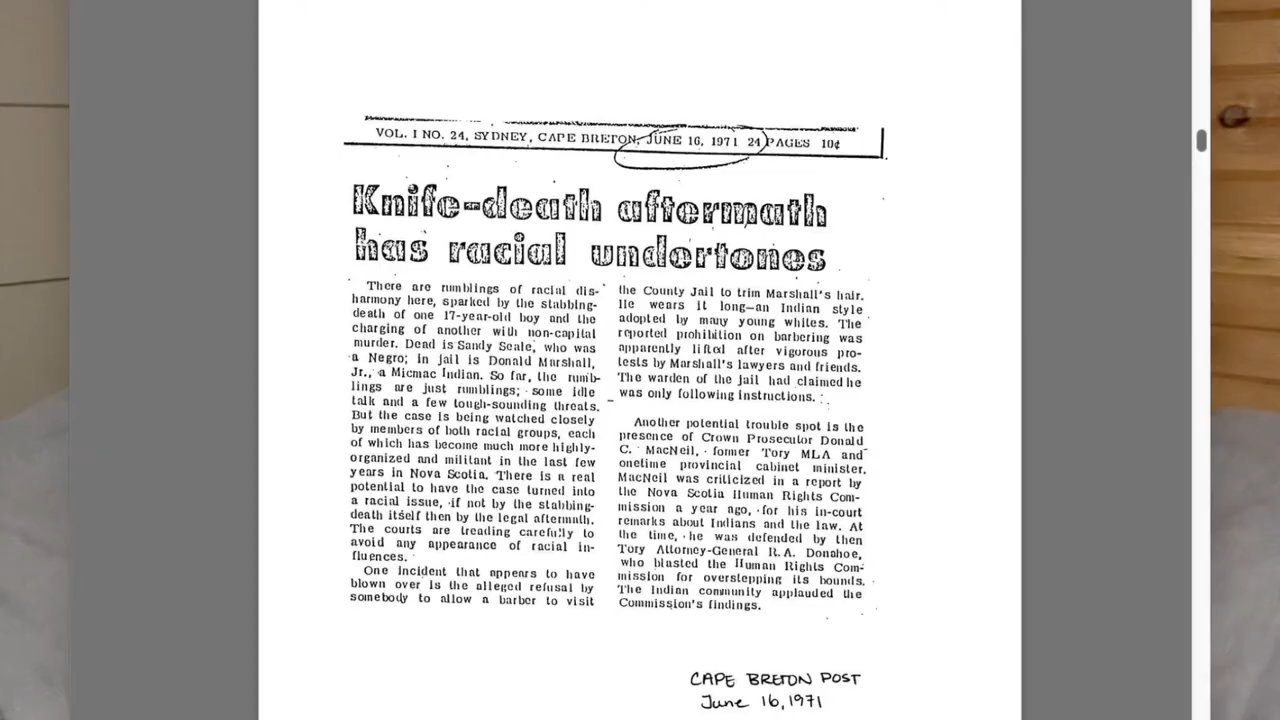 VOL. I NO. 24, SYDNEY, CAPE BRETON, JUNE 16, 1971 24 PAGES 10¢
Knife-death aftermath
has racial undertones
There are rumblings of racial dis-
harmony here, sparked by the stabbing-
death of one 17-year-old boy and the
charging of another with non-capital
murder. Dead is Sandy Seale, who was
a Negro; in jail is Donald Marshall,
Jr., a Micmac Indian. So far, the rumb-
lings are just rumblings; some idle
talk and a few tough-sounding threats.
But the case is being watched closely
by members of both racial groups, each
of which has become much more highly-
organized and militant in the last few
years in Nova Scotia. There is a real
potential to have the case turned into
a racial issue, if not by the stabbing-
death itself then by the legal aftermath.
The courts are treading carefully to
avoid any appearance of racial in-
fluences.
One incident that appears to have
blown over is the alleged refusal by
somebody to allow a barber to visit
the County Jail to trim Marshall's hair.
He wears it long—an Indian style
adopted by many young whites. The
reported prohibition on barbering was
apparently lifted after vigorous pro-
tests by Marshall's lawyers and friends.
The warden of the jail had claimed he
was only following instructions.
Another potential trouble spot is the
presence of Crown Prosecutor Donald
C. MacNeil, former Tory MLA and
onetime provincial cabinet minister.
MacNeil was criticized in a report by
the Nova Scotia Human Rights Com-
mission a year ago, for his in-court
remarks about Indians and the law. At
the time, he was defended by then
Tory Attorney-General R.A. Donahoe,
who blasted the Human Rights Com-
mission for overstepping its bounds.
The Indian community applauded the
Commission's findings.
CAPE BRETON POST
June 16, 1971